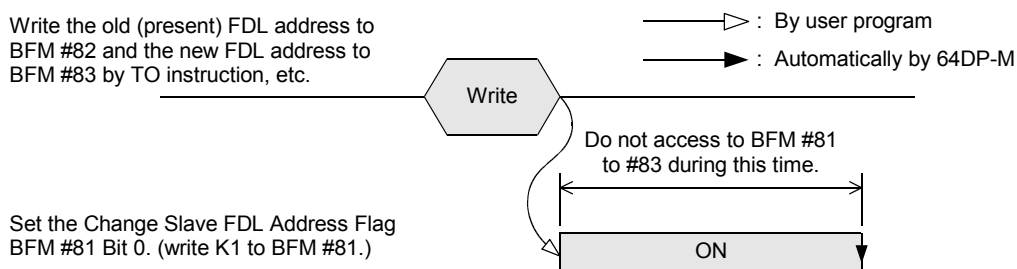 Write the old (present) FDL address to
BFM #82 and the new FDL address to
BFM #83 by TO instruction, etc.
: By user program
: Automatically by 64DP-M
Write
Do not access to BFM #81
to #83 during this time.
Set the Change Slave FDL Address Flag
BFM #81 Bit 0. (write K1 to BFM #81.)
ON